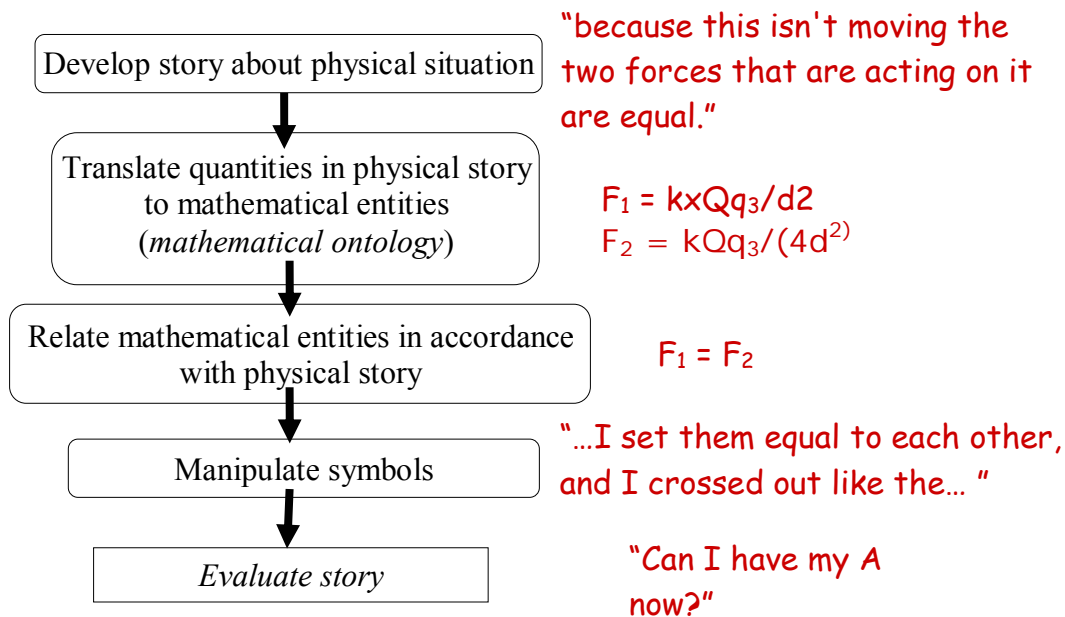 “because this isn't moving the
Develop story about physical situation
two forces that are acting on it
are equal.”
Translate quantities in physical story
to mathematical entities
(mathematical ontology)
F₁ = kxQq₃/d2
F₂ = kQq₃/(4d²⁾
Relate mathematical entities in accordance
with physical story
F₁ = F₂
Manipulate symbols
“…I set them equal to each other,
and I crossed out like the… ”
Evaluate story
“Can I have my A
now?”